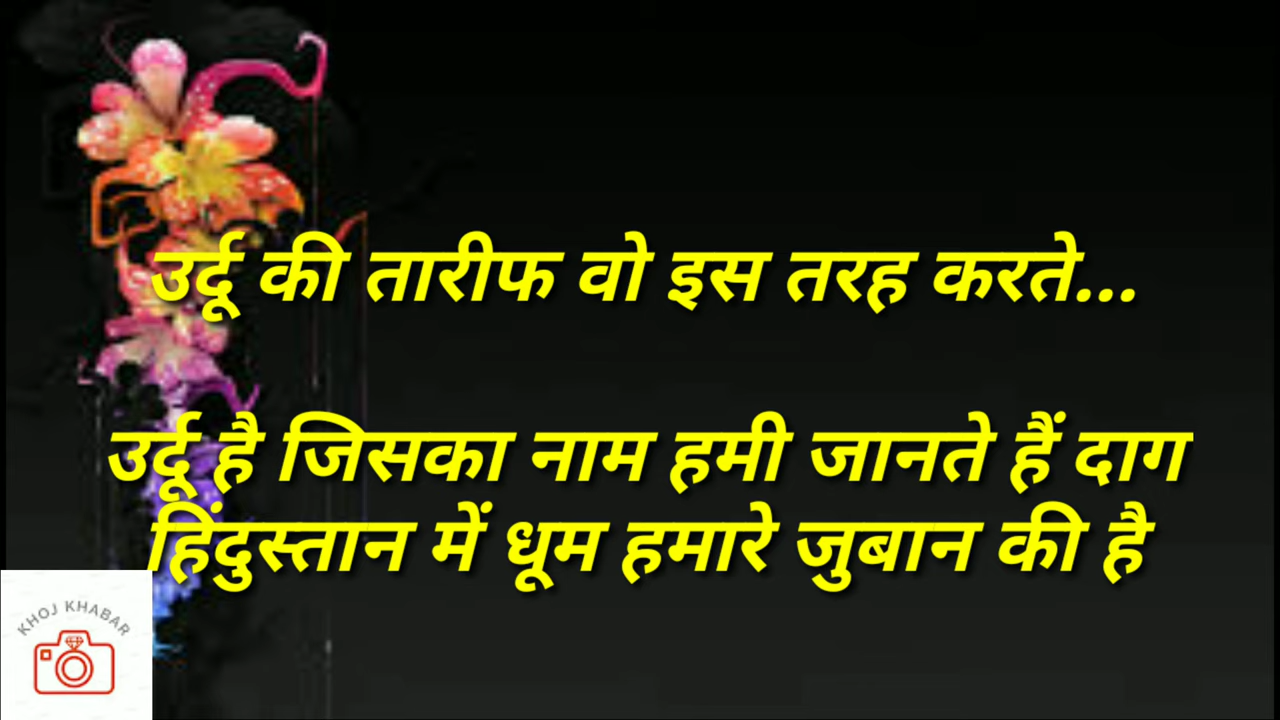 उर्दू की तारीफ वो इस तरह करते...
उर्दू है जिसका नाम हमी जानते हैं दाग
हिंदुस्तान में धूम हमारे जुबान की है
KHOJ KHABAR